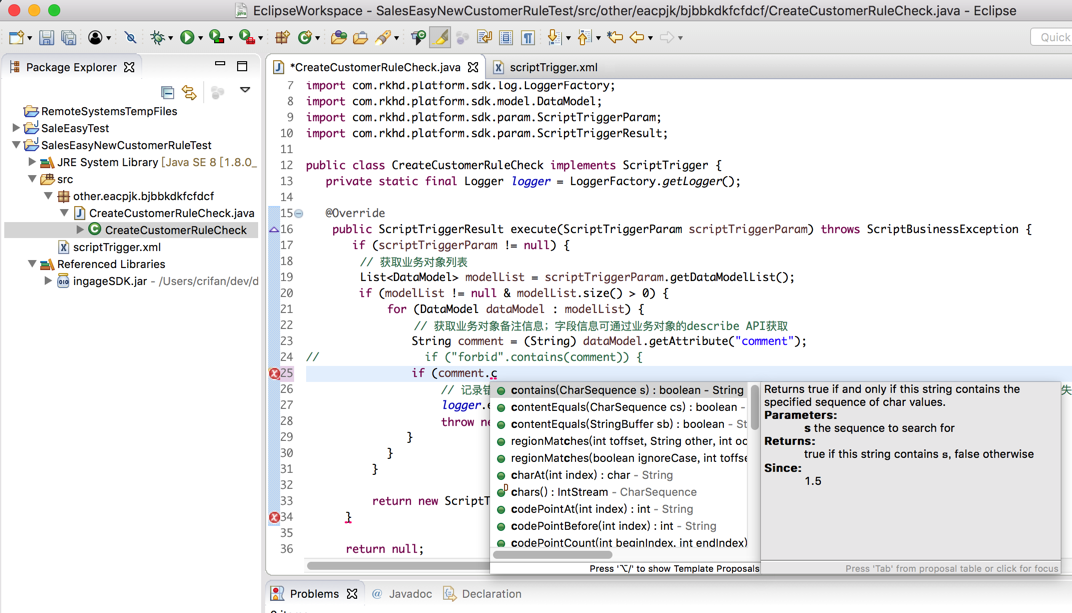 EclipseWorkspace - SalesEasyNewCustomerRuleTest/src/other/eacpjk/bjbbkdkfcfdcf/CreateCustomerRuleCheck.java - Eclipse
Quick
Package Explorer
RemoteSystemsTempFiles
SaleEasyTest
SalesEasyNewCustomerRuleTest
JRE System Library [Java SE 8 [1.8.0_
src
other.eacpjk.bjbbkdkfcfdcf
CreateCustomerRuleCheck.java
CreateCustomerRuleCheck
scriptTrigger.xml
Referenced Libraries
ingageSDK.jar - /Users/crifan/dev/d
*CreateCustomerRuleCheck.java
scriptTrigger.xml
7 import com.rkhd.platform.sdk.log.LoggerFactory;
8 import com.rkhd.platform.sdk.model.DataModel;
9 import com.rkhd.platform.sdk.param.ScriptTriggerParam;
10 import com.rkhd.platform.sdk.param.ScriptTriggerResult;
11
12 public class CreateCustomerRuleCheck implements ScriptTrigger {
13 private static final Logger logger = LoggerFactory.getLogger();
14
15 @Override
16 public ScriptTriggerResult execute(ScriptTriggerParam scriptTriggerParam) throws ScriptBusinessException {
17 if (scriptTriggerParam != null) {
18 // 获取业务对象列表
19 List<DataModel> modelList = scriptTriggerParam.getDataModelList();
20 if (modelList != null & modelList.size() > 0) {
21 for (DataModel dataModel : modelList) {
22 // 获取业务对象备注信息；字段信息可通过业务对象的describe API获取
23 String comment = (String) dataModel.getAttribute("comment");
24 // if ("forbid".contains(comment)) {
25 if (comment.c
26 // 记录错
27 logger.e
28 throw ne
29 }
30 }
31 }
32
33 return new ScriptT
34 }
35
36 return null;
失
contains(CharSequence s) : boolean - String
contentEquals(CharSequence cs) : boolean -
contentEquals(StringBuffer sb) : boolean - St
regionMatches(int toffset, String other, int oo
regionMatches(boolean ignoreCase, int toffse
charAt(int index) : char - String
chars() : IntStream - CharSequence
codePointAt(int index) : int - String
codePointBefore(int index) : int - String
codePointCount(int beginIndex, int endIndex)
Press '⌥/' to show Template Proposals
Returns true if and only if this string contains the
specified sequence of char values.
Parameters:
s the sequence to search for
Returns:
true if this string contains s, false otherwise
Since:
1.5
Press 'Tab' from proposal table or click for focus
Problems
@ Javadoc
Declaration